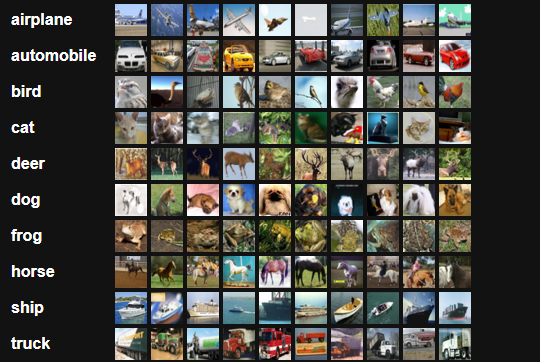 airplane
automobile
bird
cat
deer
dog
frog
horse
ship
truck